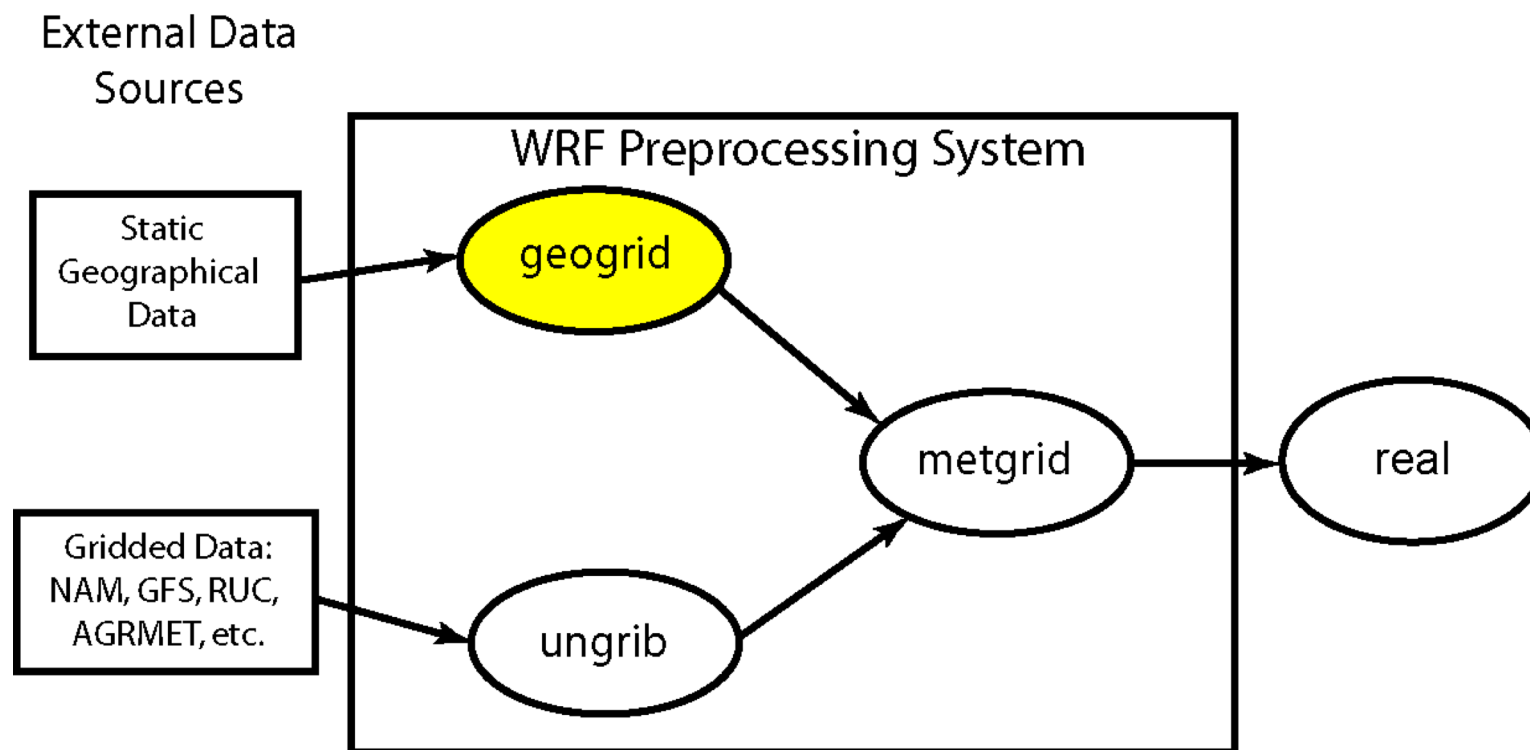 External Data
Sources
WRF Preprocessing System
Static
Geographical
Data
geogrid
metgrid
real
Gridded Data:
NAM, GFS, RUC,
AGRMET, etc.
ungrib